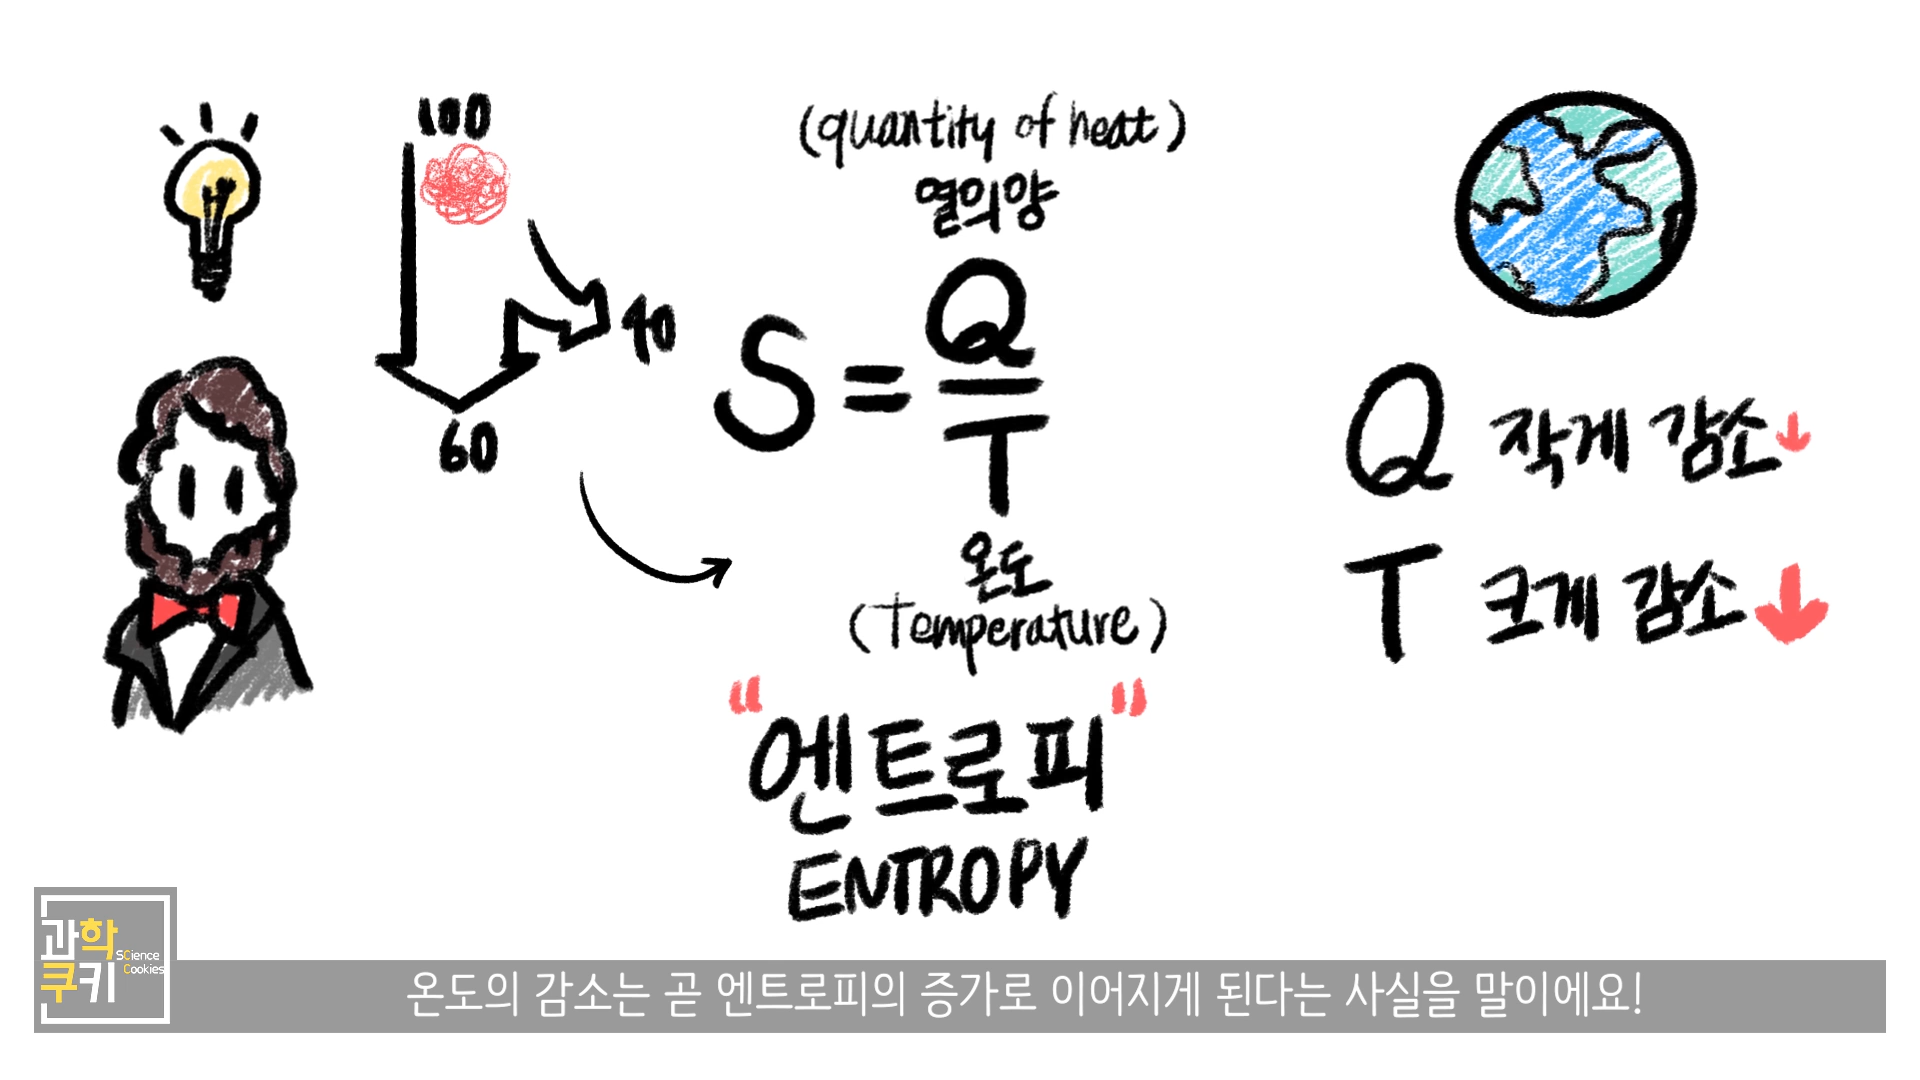 100
40
60
(quantity of heat)
열의양
S = Q
T
온도
(Temperature)
"엔트로피"
ENTROPY
Q 작게 감소
T 크게 감소
과학
쿠키
SCience
Cookies
온도의 감소는 곧 엔트로피의 증가로 이어지게 된다는 사실을 말이에요!